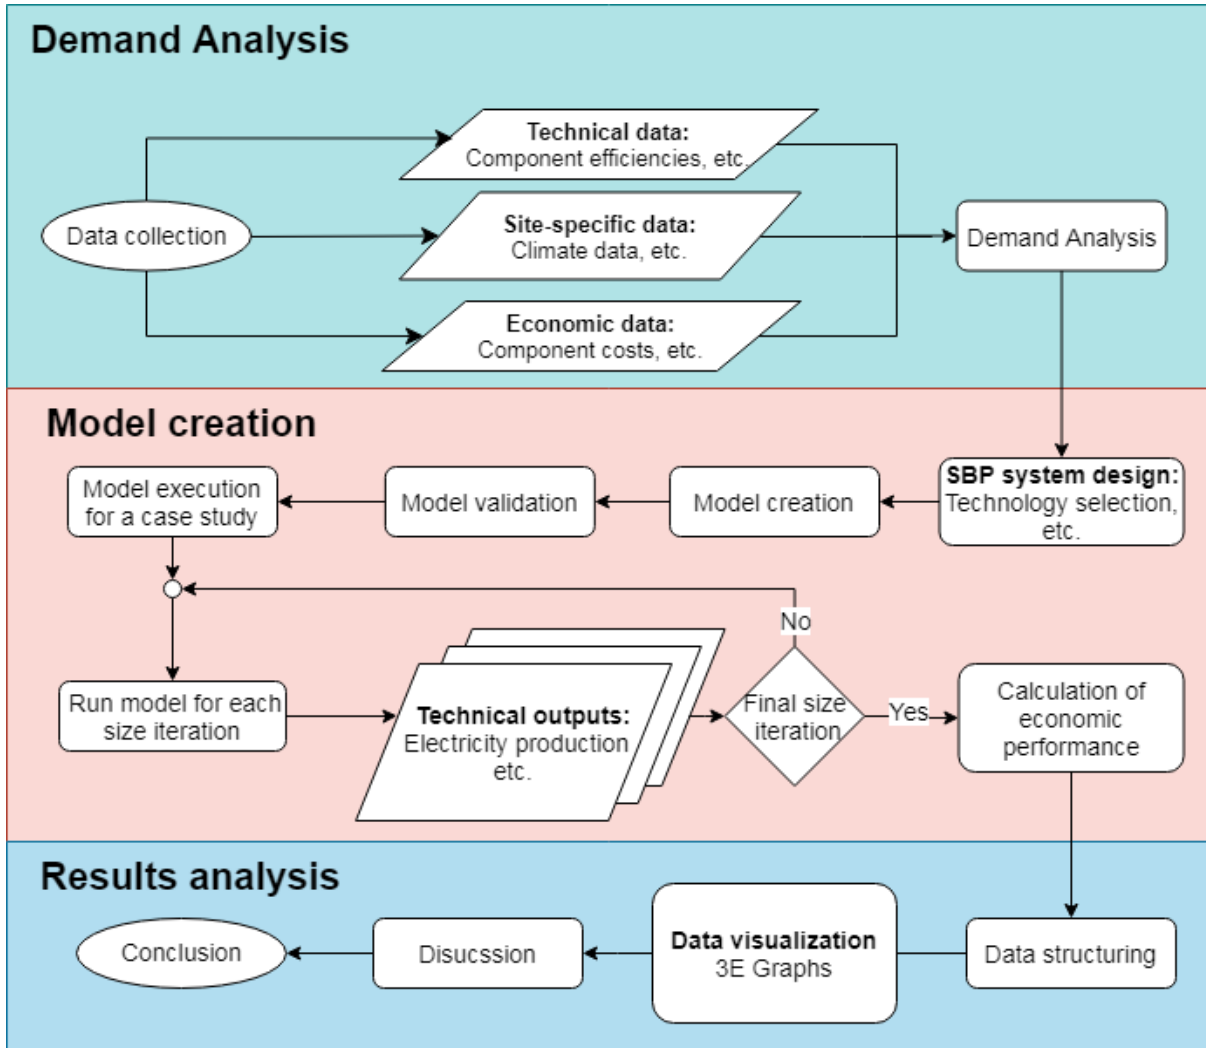 Demand Analysis
Technical data:
Component efficiencies, etc.
Data collection
Site-specific data:
Climate data, etc.
Demand Analysis
Economic data:
Component costs, etc.
Model creation
SBP system design:
Technology selection,
etc.
Model creation
Model validation
Model execution
for a case study
No
Run model for each
size iteration
Technical outputs:
Electricity production
etc.
Final size
iteration
Yes
Calculation of
economic
performance
Results analysis
Conclusion
Disucssion
Data visualization
3E Graphs
Data structuring